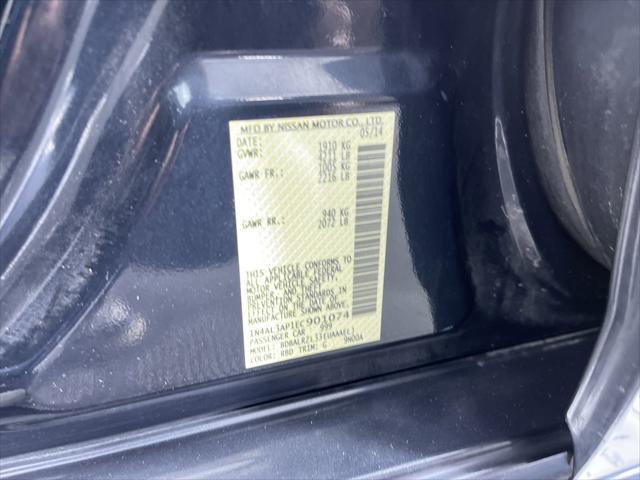 MFD BY NISSAN MOTOR CO., LTD.
DATE: 05/14
GVWR: 1910 KG
4211 LB
GAWR FR: 1005 KG
2216 LB
GAWR RR: 940 KG
2072 LB
THIS VEHICLE CONFORMS TO
ALL APPLICABLE FEDERAL
MOTOR VEHICLE SAFETY,
BUMPER, AND THEFT
PREVENTION STANDARDS IN
EFFECT ON THE DATE OF
MANUFACTURE SHOWN ABOVE.
1N4AL3AP1EC901074
PASSENGER CAR 999
MODEL:
COLOR: RBD TRIM: G 9N00A